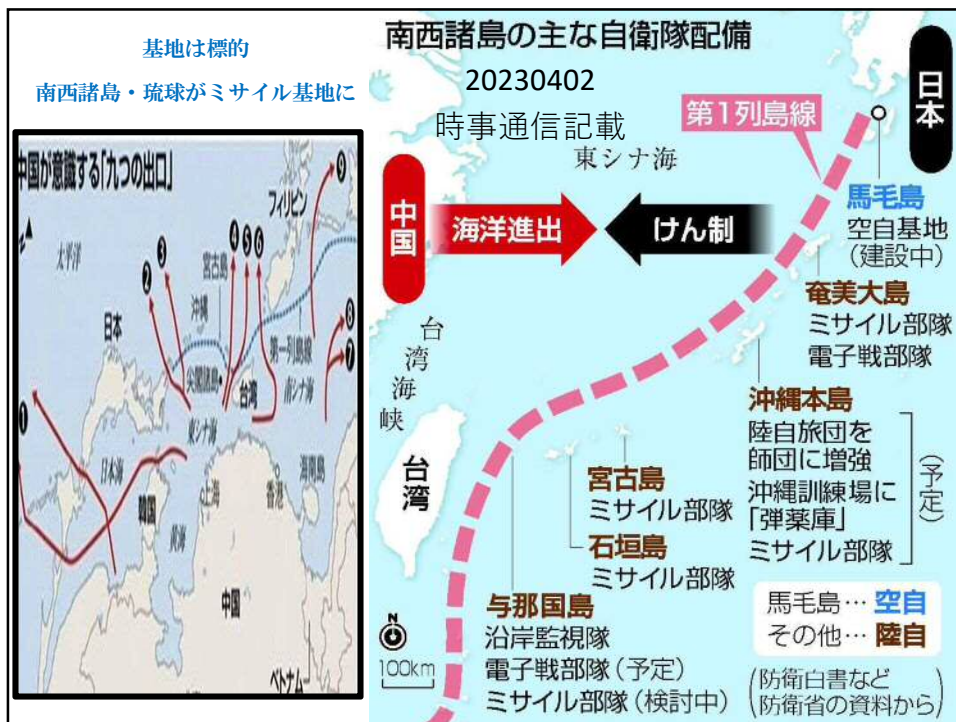 基地は標的
南西諸島・琉球がミサイル基地に
中国が意識する「九つの出口」
太平洋
日本
沖縄
宮古島
フィリピン
尖閣諸島
台湾
第一列島線
南シナ海
東シナ海
日本海
韓国
黄海
上海
香港
海南島
中国
ベトナム
1
2
3
4
5
6
7
8
9
南西諸島の主な自衛隊配備
20230402
時事通信記載
日本
第1列島線
東シナ海
中国
海洋進出
けん制
馬毛島
空自基地
(建設中)
奄美大島
ミサイル部隊
電子戦部隊
台湾海峡
沖縄本島
陸自旅団を
師団に増強
沖縄訓練場に
「弾薬庫」
ミサイル部隊
(予定)
台湾
宮古島
ミサイル部隊
石垣島
ミサイル部隊
与那国島
沿岸監視隊
電子戦部隊(予定)
ミサイル部隊(検討中)
N
100km
馬毛島…空自
その他…陸自
(防衛白書など
防衛省の資料から)